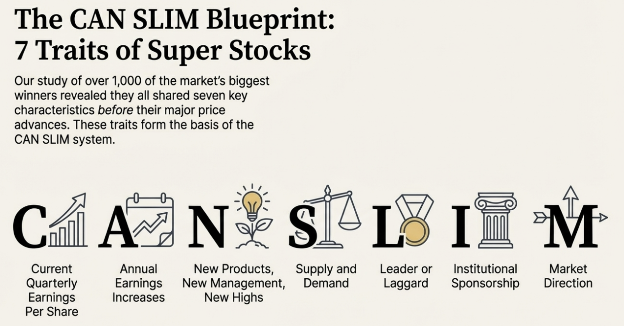 The CAN SLIM Blueprint:
7 Traits of Super Stocks
Our study of over 1,000 of the market's biggest
winners revealed they all shared seven key
characteristics before their major price
advances. These traits form the basis of the
CAN SLIM system.
C A N S L I M
Current
Quarterly
Earnings
Per Share
Annual
Earnings
Increases
New Products,
New Management,
New Highs
Supply and
Demand
Leader or
Laggard
Institutional
Sponsorship
Market
Direction